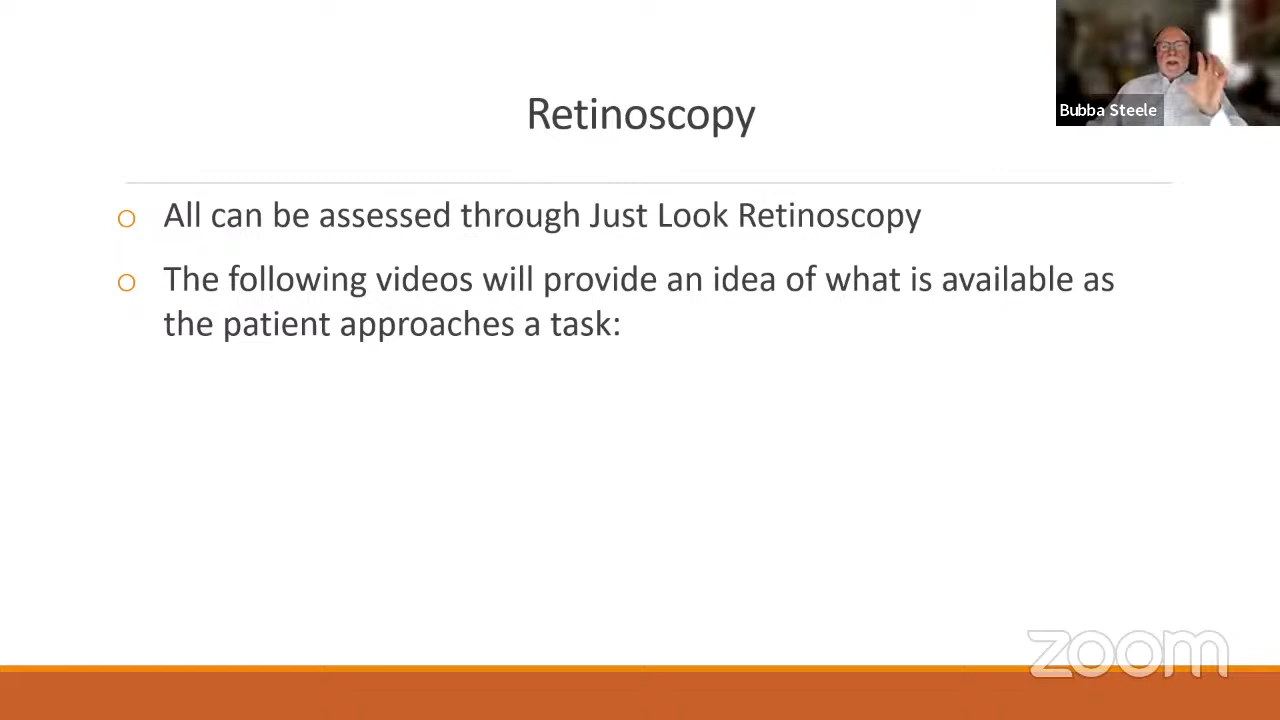 Bubba Steele
Retinoscopy
o All can be assessed through Just Look Retinoscopy
o The following videos will provide an idea of what is available as
the patient approaches a task:
zoom